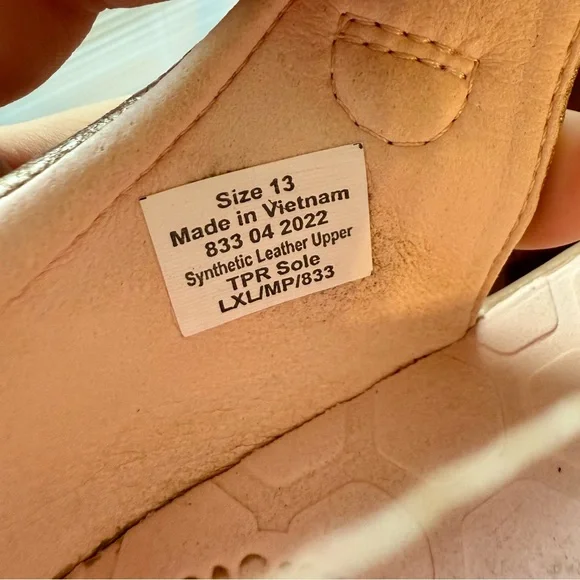 Size 13
Made in Vietnam
833 04 2022
Synthetic Leather Upper
TPR Sole
LXL/MP/833